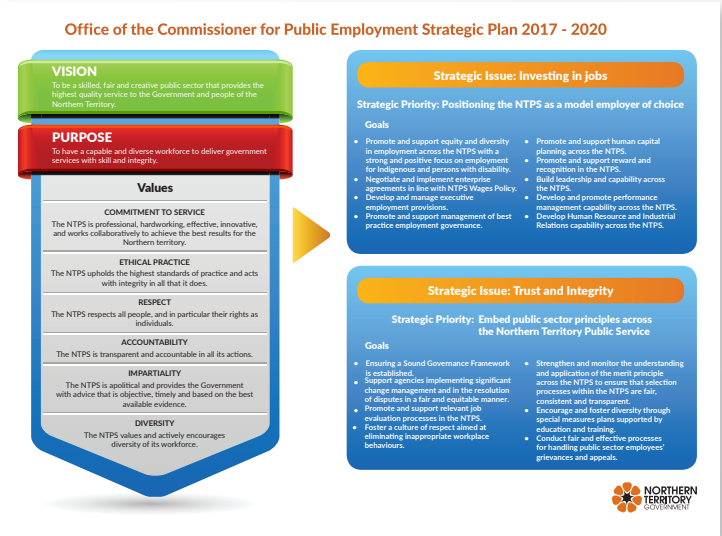 Office of the Commissioner for Public Employment Strategic Plan 2017 - 2020
VISION
To be a skilled, fair and creative public sector that provides the
highest quality service to the Government and people of the
Northern Territory.
PURPOSE
To have a capable and diverse workforce to deliver government
services with skill and integrity.
Values
COMMITMENT TO SERVICE
The NTPS is professional, hardworking, effective, innovative,
and works collaboratively to achieve the best results for the
Northern territory.
ETHICAL PRACTICE
The NTPS upholds the highest standards of practice and acts
with integrity in all that it does.
RESPECT
The NTPS respects all people, and in particular their rights as
individuals.
ACCOUNTABILITY
The NTPS is transparent and accountable in all its actions.
IMPARTIALITY
The NTPS is apolitical and provides the Government
with advice that is objective, timely and based on the best
available evidence.
DIVERSITY
The NTPS values and actively encourages
diversity of its workforce.
Strategic Issue: Investing in jobs
Strategic Priority: Positioning the NTPS as a model employer of choice
Goals
• Promote and support equity and diversity
in employment across the NTPS with a
strong and positive focus on employment
for Indigenous and persons with disability.
• Negotiate and implement enterprise
agreements in line with NTPS Wages Policy.
• Develop and manage executive
employment provisions.
• Promote and support management of best
practice employment governance.
• Promote and support human capital
planning across the NTPS.
• Promote and support reward and
recognition in the NTPS.
• Build leadership and capability across
the NTPS.
• Develop and promote performance
management capability across the NTPS.
• Develop Human Resource and Industrial
Relations capability across the NTPS.
Strategic Issue: Trust and Integrity
Strategic Priority: Embed public sector principles across
the Northern Territory Public Service
Goals
• Ensuring a Sound Governance Framework
is established.
• Support agencies implementing significant
change management and in the resolution
of disputes in a fair and equitable manner.
• Promote and support relevant job
evaluation processes in the NTPS.
• Foster a culture of respect aimed at
eliminating inappropriate workplace
behaviours.
• Strengthen and monitor the understanding
and application of the merit principle
across the NTPS to ensure that selection
processes within the NTPS are fair,
consistent and transparent.
• Encourage and foster diversity through
special measures plans supported by
education and training.
• Conduct fair and effective processes
for handling public sector employees'
grievances and appeals.
NORTHERN
TERRITORY
GOVERNMENT